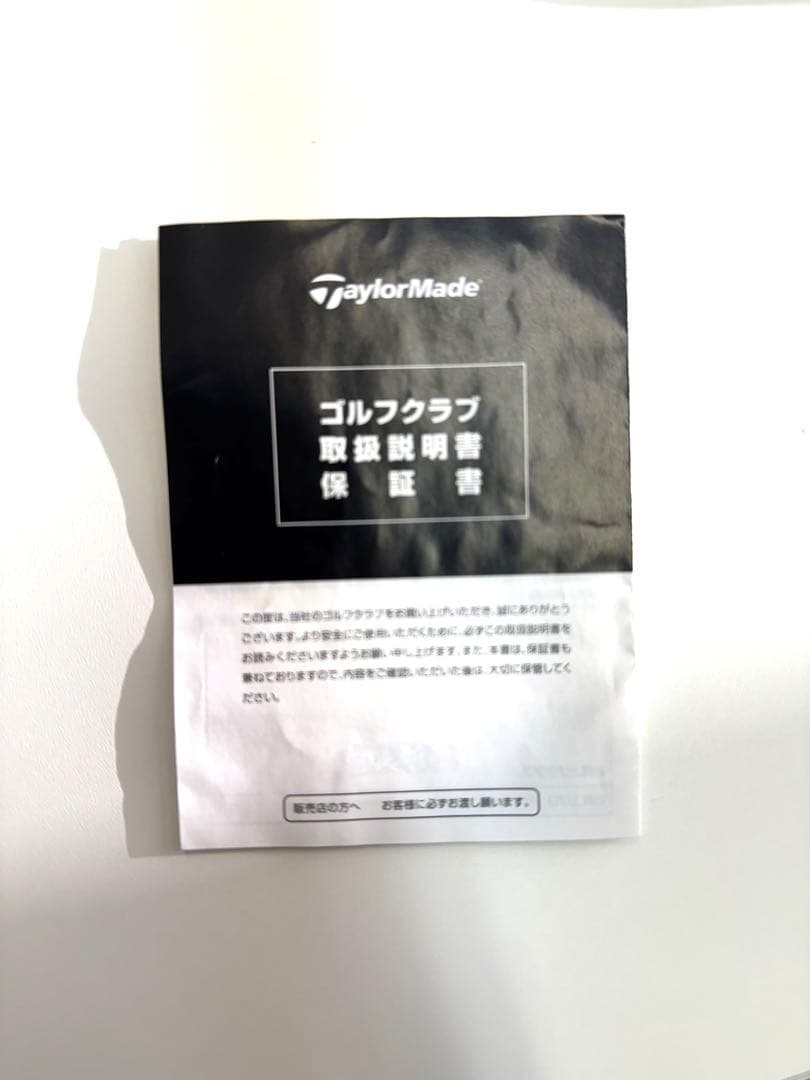 TaylorMade
ゴルフクラブ
取扱説明書
保証書
この度は、当社のゴルフクラブをお買い上げいただき、誠にありがとう
ございます。より安全にご使用いただくために、必ずこの取扱説明書を
お読みくださいますようお願い申し上げます。また、本書は、保証書も
兼ねておりますので、内容をご確認いただいた後は、大切に保管してく
ださい。
販売店の方へ お客様に必ずお渡し願います。